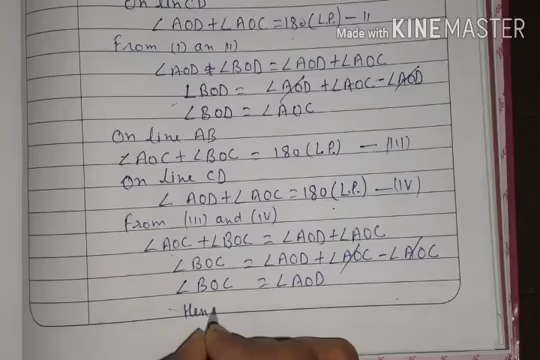 On line CD
∠AOD + ∠AOC = 180 (L.P.) - II
Made with KINEMASTER
From (I) an II)
∠AOD + ∠BOD = ∠AOD + ∠AOC
∠BOD = ∠AOD + ∠AOC - ∠AOD
∠BOD = ∠AOC
On line AB
∠AOC + ∠BOC = 180 (L.P.) — (III)
On line CD
∠AOD + ∠AOC = 180 (L.P.) — (IV)
From (III) and (IV)
∠AOC + ∠BOC = ∠AOD + ∠AOC
∠BOC = ∠AOD + ∠AOC - ∠AOC
∠BOC = ∠AOD
Hen